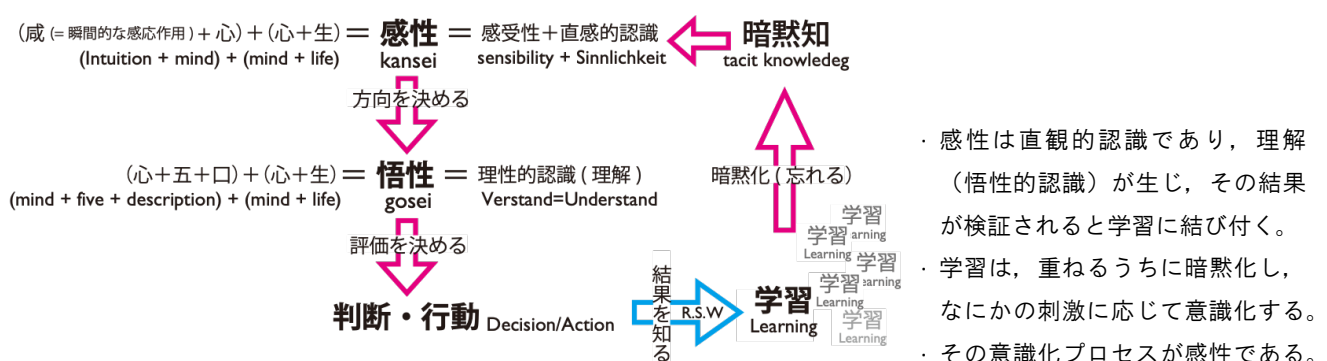 (咸 (= 瞬間的な感応作用 ) + 心) + (心+生) = 感性 = 感受性+直感的認識
(Intuition + mind) + (mind + life)
kansei
sensibility + Sinnlichkeit
暗黙知
tacit knowledeg
方向を決める
(心+五+口) + (心+生) = 悟性 = 理性的認識 ( 理解 )
(mind + five + description) + (mind + life)
gosei
Verstand=Understand
暗黙化 ( 忘れる)
評価を決める
判断・行動 Decision/Action
結果を知る
R.S.W
学習
Learning
学習
arning
学習
Learning
学習
earning
学習
Learning
学習
Learning
・感性は直観的認識であり，理解
（悟性的認識）が生じ，その結果
が検証されると学習に結び付く。
・学習は，重ねるうちに暗黙化し，
なにかの刺激に応じて意識化する。
・その意識化プロセスが感性である。